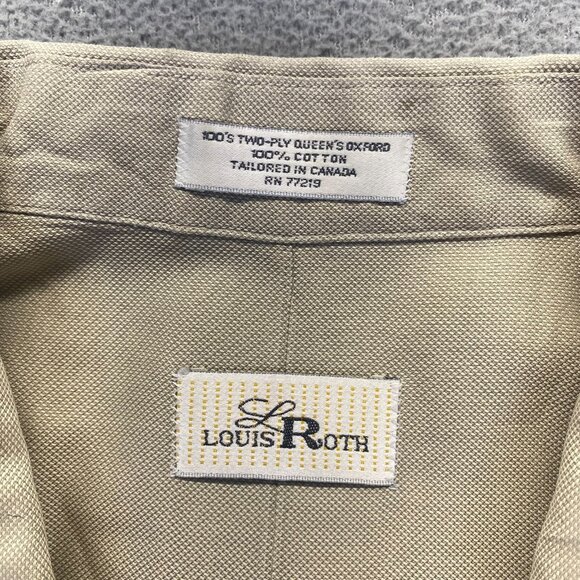 100'S TWO-PLY QUEEN'S OXFORD
100% COTTON
TAILORED IN CANADA
RN 77219
LR
LOUIS ROTH